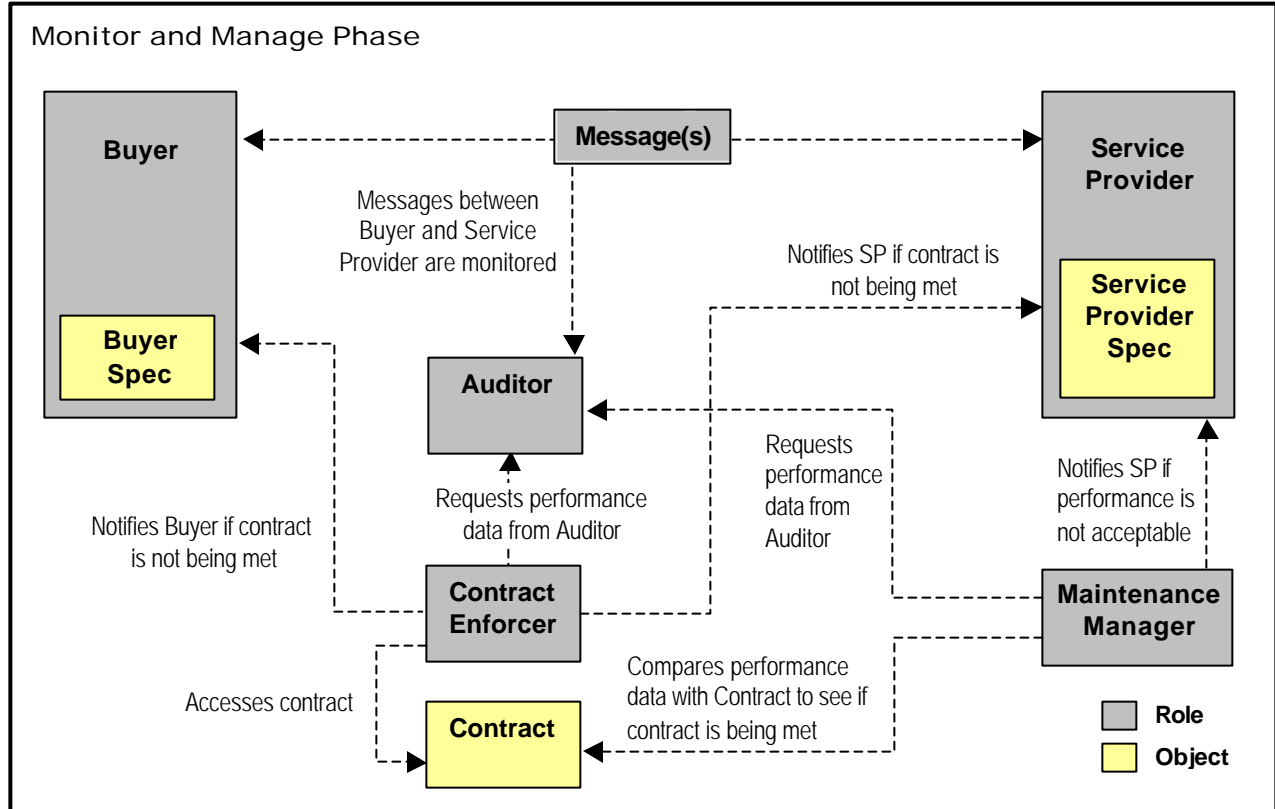 Monitor and Manage Phase
Buyer
Message(s)
Service
Provider
Messages between
Buyer and Service
Provider are monitored
Notifies SP if contract is
not being met
Buyer
Spec
Service
Provider
Spec
Auditor
Requests performance
data from Auditor
Requests
performance
data from
Auditor
Notifies SP if
performance is
not acceptable
Notifies Buyer if contract
is not being met
Contract
Enforcer
Maintenance
Manager
Accesses contract
Compares performance
data with Contract to see if
contract is being met
Contract
Role
Object